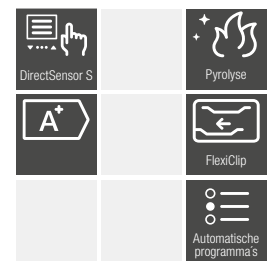 DirectSensor S
Pyrolyse
A+
FlexiClip
Automatische
programma's